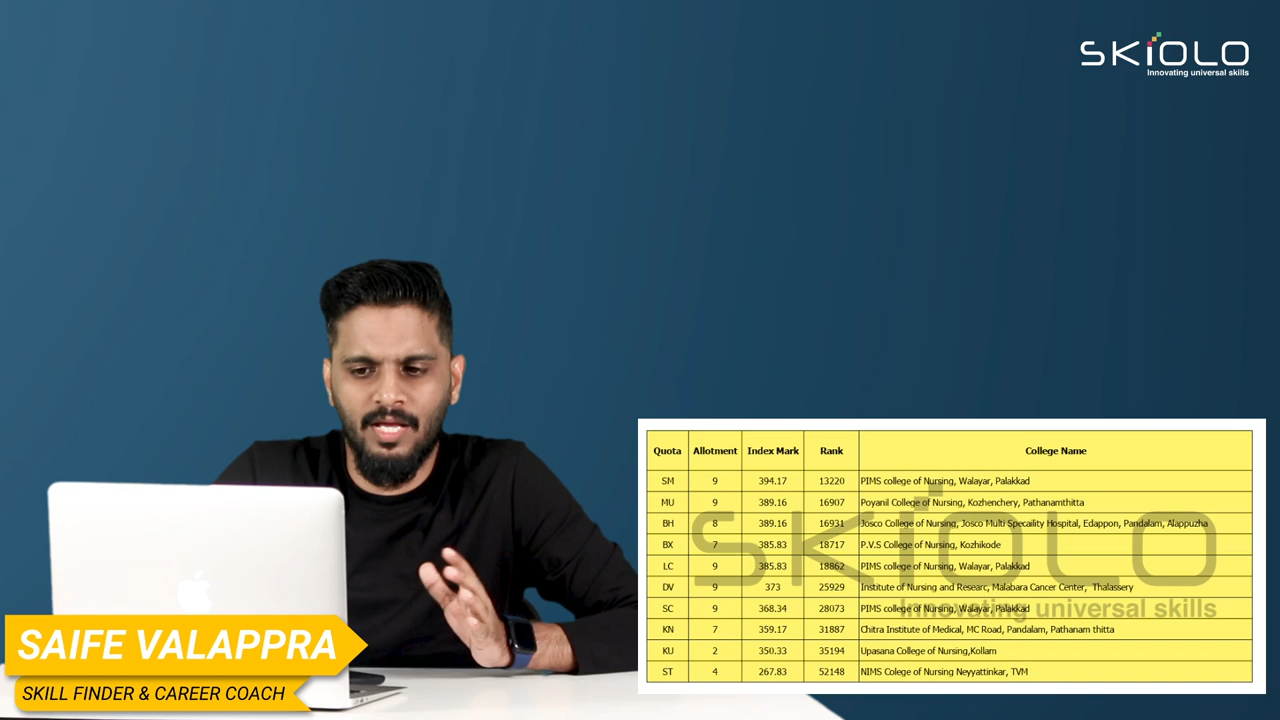 SKIOLO
Innovating universal skills
Quota Allotment Index Mark Rank College Name
SM 9 394.17 13220 PIMS college of Nursing, Walayar, Palakkad
MU 9 389.16 16907 Poyanil College of Nursing, Kozhenchery, Pathanamthitta
BH 8 389.16 16931 Josco College of Nursing, Josco Multi Specaility Hospital, Edappon, Pandalam, Alappuzha
BX 7 385.83 18717 P.V.S College of Nursing, Kozhikode
LC 9 385.83 18862 PIMS college of Nursing, Walayar, Palakkad
DV 9 373 25929 Institute of Nursing and Researc, Malabara Cancer Center, Thalassery
SC 9 368.34 28073 PIMS college of Nursing, Walayar, Palakkad
KN 7 359.17 31887 Chitra Institute of Medical, MC Road, Pandalam, Pathanam thitta
KU 2 350.33 35194 Upasana College of Nursing,Kollam
ST 4 267.83 52148 NIMS Colege of Nursing Neyyattinkar, TVM
SKIOLO
Innovating universal skills
SAIFE VALAPPRA
SKILL FINDER & CAREER COACH